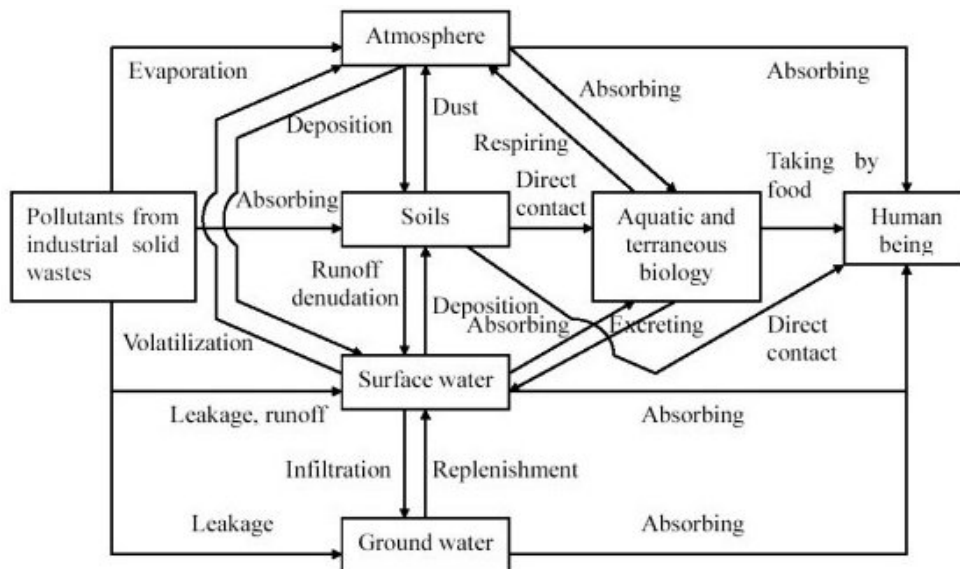 Atmosphere
Evaporation
Absorbing
Absorbing
Deposition
Dust
Respiring
Taking by
food
Absorbing
Direct
contact
Pollutants from
industrial solid
wastes
Soils
Aquatic and
terraneous
biology
Human
being
Runoff
denudation
Deposition
Absorbing
Excreting
Direct
contact
Volatilization
Surface water
Leakage, runoff
Absorbing
Infiltration
Replenishment
Leakage
Absorbing
Ground water